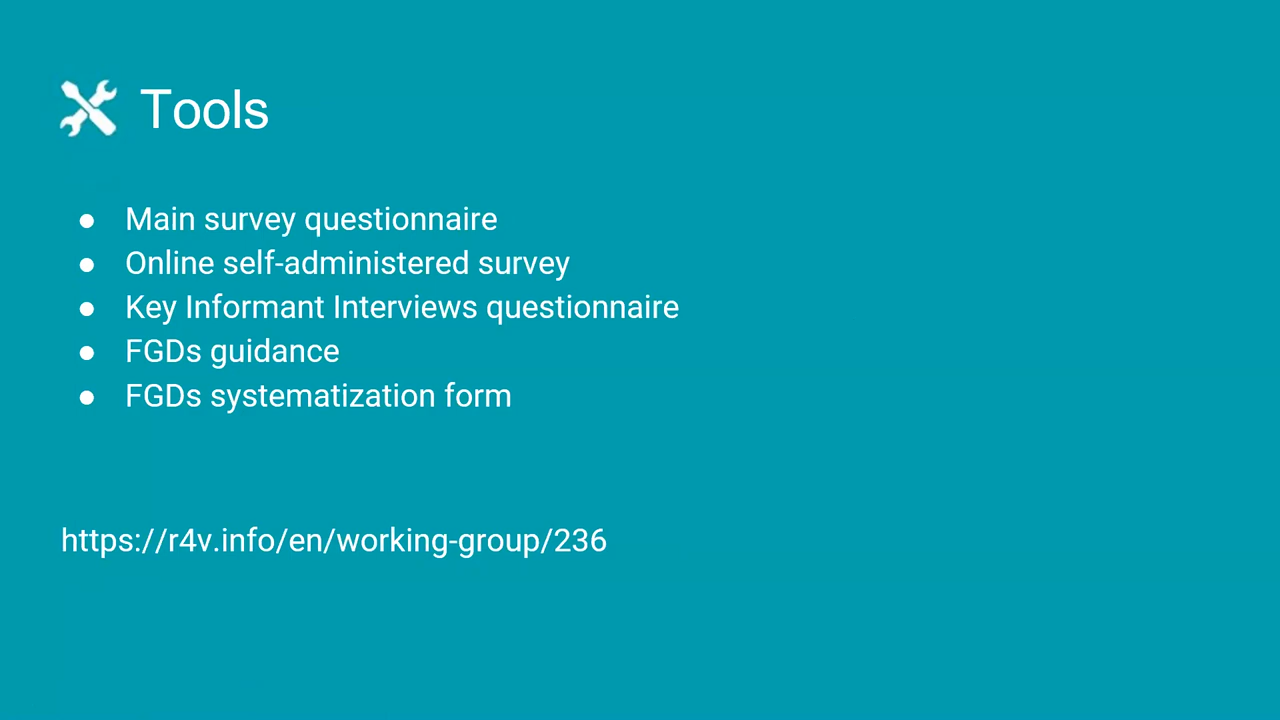 Tools
● Main survey questionnaire
● Online self-administered survey
● Key Informant Interviews questionnaire
● FGDs guidance
● FGDs systematization form
https://r4v.info/en/working-group/236